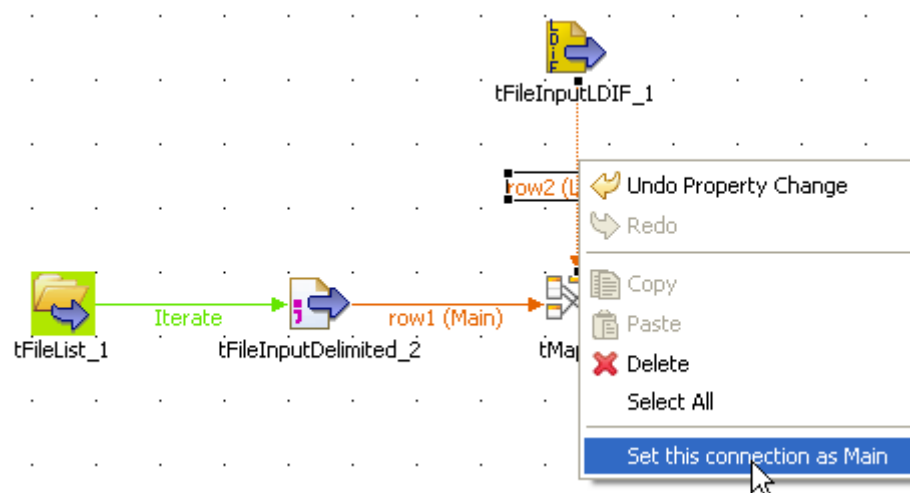 LDIF
tFileInputLDIF_1
row2 (L
Undo Property Change
Redo
Copy
Iterate
row1 (Main)
Paste
tFileList_1
tFileInputDelimited_2
tMap
Delete
Select All
Set this connection as Main